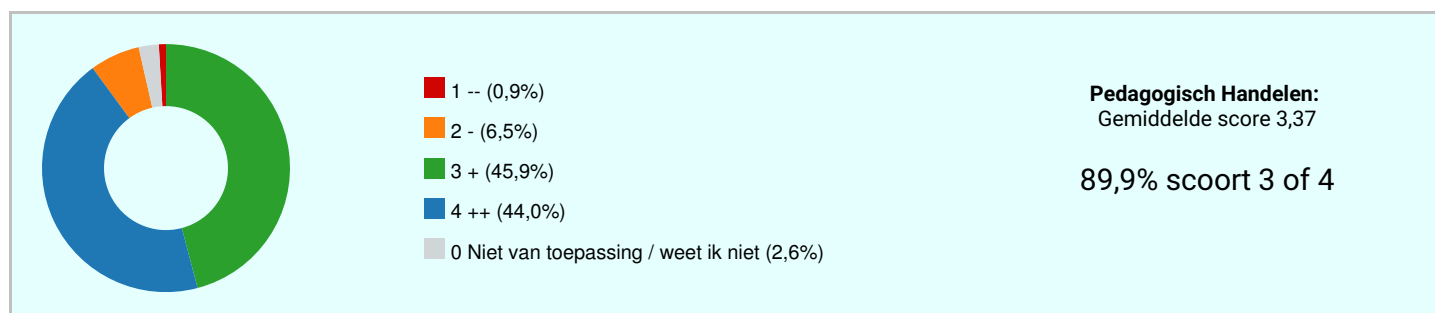 1 -- (0,9%)
2 - (6,5%)
3 + (45,9%)
4 ++ (44,0%)
0 Niet van toepassing / weet ik niet (2,6%)
Pedagogisch Handelen:
Gemiddelde score 3,37
89,9% scoort 3 of 4